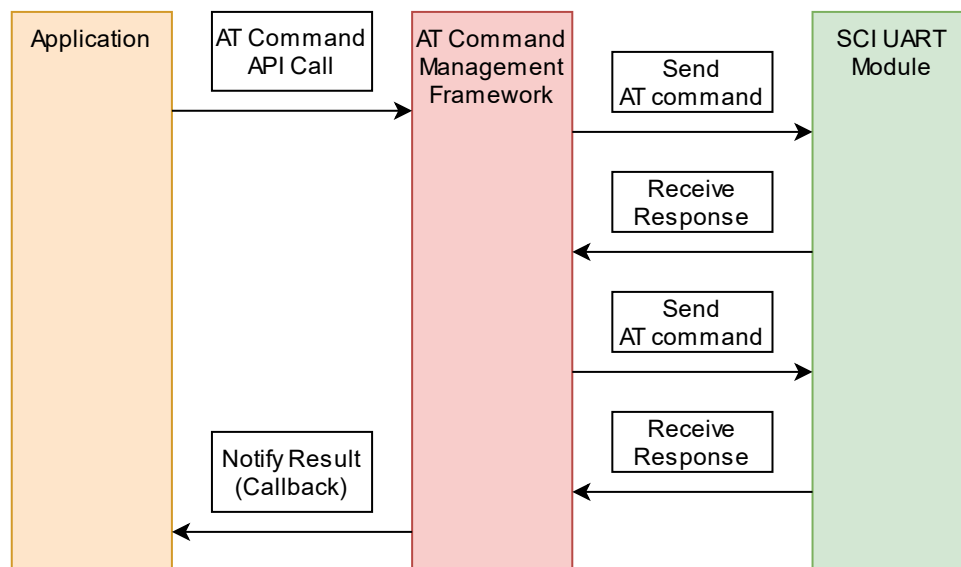 Application
AT Command
API Call
AT Command
Management
Framework
SCI UART
Module
Send
AT command
Receive
Response
Send
AT command
Receive
Response
Notify Result
(Callback)